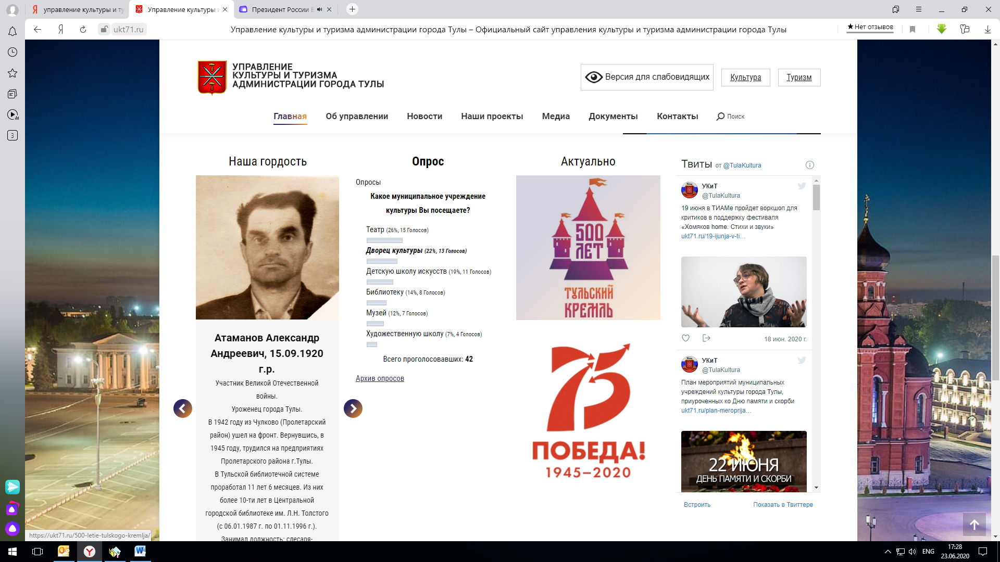 управление культуры и ту
Управление культуры и
Президент России В
ukt71.ru
Управление культуры и туризма администрации города Тулы – Официальный сайт управления культуры и туризма администрации города Тулы
★Нет отзывов
3
УПРАВЛЕНИЕ
КУЛЬТУРЫ И ТУРИЗМА
АДМИНИСТРАЦИИ ГОРОДА ТУЛЫ
Версия для слабовидящих
Культура
Туризм
Главная
Об управлении
Новости
Наши проекты
Медиа
Документы
Контакты
Поиск
Наша гордость
Атаманов Александр
Андреевич, 15.09.1920
г.р.
Участник Великой Отечественной
войны.
Уроженец города Тулы.
В 1942 году из Чулково (Пролетарский
район) ушел на фронт. Вернувшись, в
1945 году, трудился на предприятиях
Пролетарского района г.Тулы.
В Тульской библиотечной системе
проработал 11 лет 6 месяцев. Из них
более 10-ти лет в Центральной
городской библиотеке им. Л.Н. Толстого
(с 06.01.1987 г. по 01.11.1996 г.).
Занимал должность: слесаря-
Опрос
Опросы
Какое муниципальное учреждение
культуры Вы посещаете?
Театр (26%, 15 Голосов)
Дворец культуры (22%, 13 Голосов)
Детскую школу искусств (19%, 11 Голосов)
Библиотеку (14%, 8 Голосов)
Музей (12%, 7 Голосов)
Художественную школу (7%, 4 Голосов)
Всего проголосовавших: 42
Архив опросов
Актуально
500
ЛЕТ
ТУЛЬСКИЙ
КРЕМЛЬ
75
ПОБЕДА!
1945–2020
Твиты от @TulaKultura
УКиТ
@TulaKultura
19 июня в ТИАМе пройдет воркшоп для
критиков в поддержку фестиваля
«Хомяков home. Стихи и звуки»
ukt71.ru/19-ijunja-v-ti…
18 июн. 2020 г.
УКиТ
@TulaKultura
План мероприятий муниципальных
учреждений культуры города Тулы,
приуроченных ко Дню памяти и скорби
ukt71.ru/plan-meroprija…
22 ИЮНЯ
ДЕНЬ ПАМЯТИ И СКОРБИ
Встроить
Показать в Твиттере
https://ukt71.ru/500-letie-tulskogo-kremlja/
ENG
17:28
23.06.2020